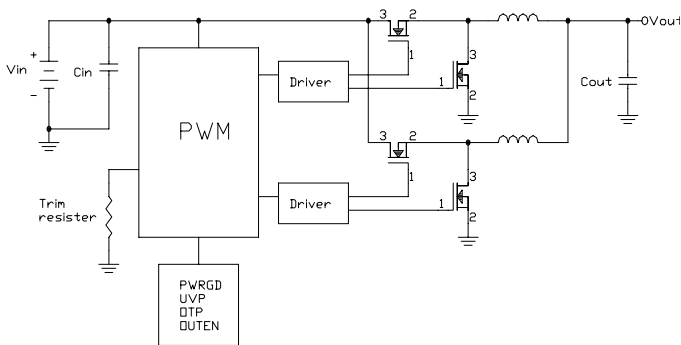 3 2 OVout
+
Vin
-
Cin
1
3
Driver
1
2
Cout
PWM
3 2
1
3
Trim
resister
Driver
1
2
PWRGD
UVP
OTP
OUTEN